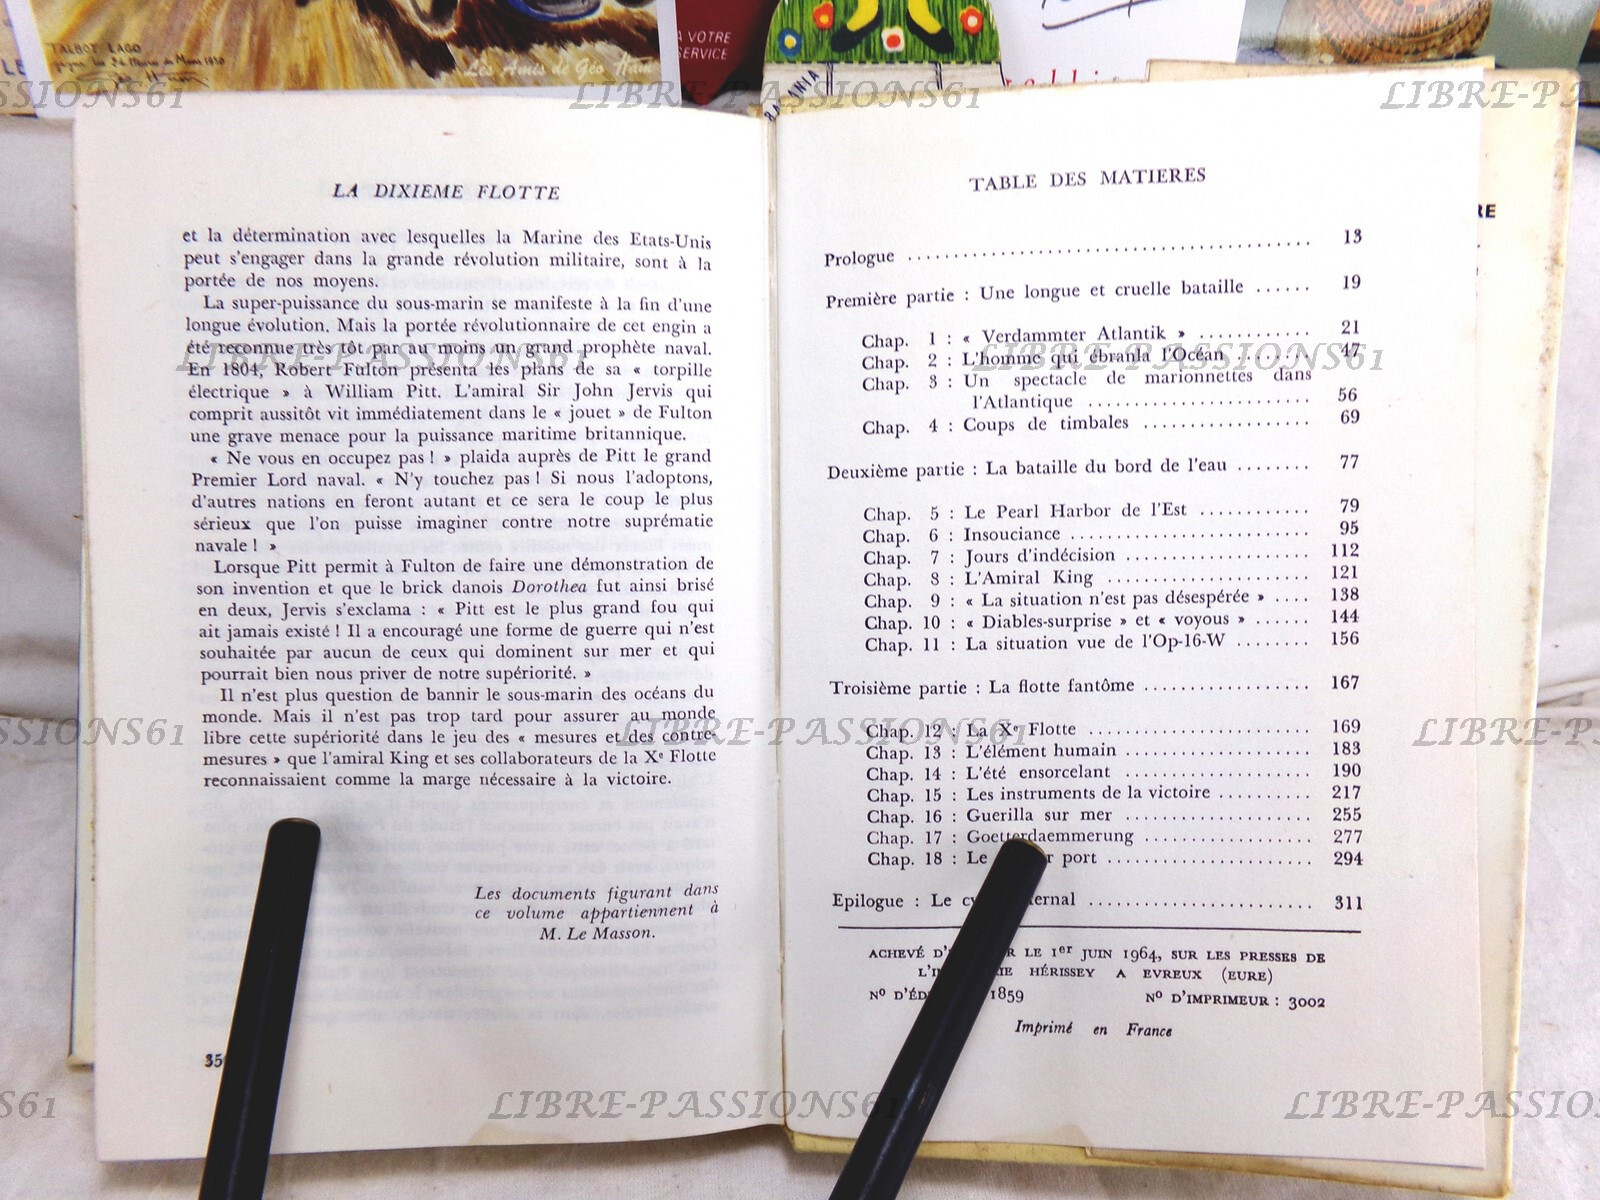 TALBOT LAGO
Les Amis de Géo Ham
A VOTRE
SERVICE
LIBRE-PASSIONS61
LA DIXIEME FLOTTE
et la détermination avec lesquelles la Marine des Etats-Unis
peut s'engager dans la grande révolution militaire, sont à la
portée de nos moyens.
La super-puissance du sous-marin se manifeste à la fin d'une
longue évolution. Mais la portée révolutionnaire de cet engin a
été reconnue très tôt par au moins un grand prophète naval.
En 1804, Robert Fulton présenta les plans de sa « torpille
électrique » à William Pitt. L'amiral Sir John Jervis qui
comprit aussitôt vit immédiatement dans le « jouet » de Fulton
une grave menace pour la puissance maritime britannique.
« Ne vous en occupez pas ! » plaida auprès de Pitt le grand
Premier Lord naval. « N'y touchez pas ! Si nous l'adoptons,
d'autres nations en feront autant et ce sera le coup le plus
sérieux que l'on puisse imaginer contre notre suprématie
navale ! »
Lorsque Pitt permit à Fulton de faire une démonstration de
son invention et que le brick danois Dorothea fut ainsi brisé
en deux, Jervis s'exclama : « Pitt est le plus grand fou qui
ait jamais existé ! Il a encouragé une forme de guerre qui n'est
souhaitée par aucun de ceux qui dominent sur mer et qui
pourrait bien nous priver de notre supériorité. »
Il n'est plus question de bannir le sous-marin des océans du
monde. Mais il n'est pas trop tard pour assurer au monde
libre cette supériorité dans le jeu des « mesures et des contre-
mesures » que l'amiral King et ses collaborateurs de la Xe Flotte
reconnaissaient comme la marge nécessaire à la victoire.
Les documents figurant dans
ce volume appartiennent à
M. Le Masson.
TABLE DES MATIERES
Prologue .................................. 13
Première partie : Une longue et cruelle bataille ...... 19
Chap. 1 : « Verdammter Atlantik » ............ 21
Chap. 2 : L'homme qui ébranla l'Océan ........ 47
Chap. 3 : Un spectacle de marionnettes dans
l'Atlantique ........................ 56
Chap. 4 : Coups de timbales .................. 69
Deuxième partie : La bataille du bord de l'eau ........ 77
Chap. 5 : Le Pearl Harbor de l'Est ............ 79
Chap. 6 : Insouciance ........................ 95
Chap. 7 : Jours d'indécision .................... 112
Chap. 8 : L'Amiral King ...................... 121
Chap. 9 : « La situation n'est pas désespérée » .... 138
Chap. 10 : « Diables-surprise » et « voyous » ...... 144
Chap. 11 : La situation vue de l'Op-16-W ........ 156
Troisième partie : La flotte fantôme .................. 167
Chap. 12 : La Xe Flotte ........................ 169
Chap. 13 : L'élément humain .................... 183
Chap. 14 : L'été ensorcelant .................... 190
Chap. 15 : Les instruments de la victoire .......... 217
Chap. 16 : Guerilla sur mer .................... 255
Chap. 17 : Goetterdaemmerung .................. 277
Chap. 18 : Le port ...................... 294
Epilogue : Le ........................ 311
ACHEVÉ LE 1er JUIN 1964, SUR LES PRESSES DE
HÉRISSEY A EVREUX (EURE)
No 1859 No D'IMPRIMEUR : 3002
Imprimé en France